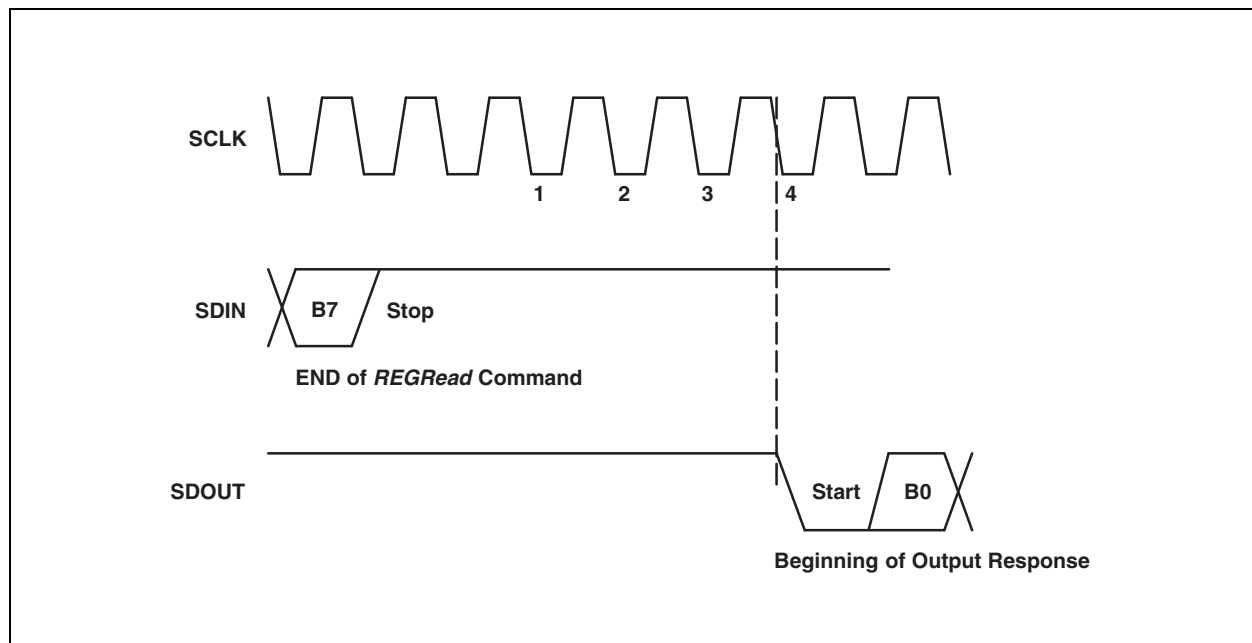 SCLK
1 2 3 4
SDIN
B7 Stop
END of REGRead Command
SDOUT
Start B0
Beginning of Output Response